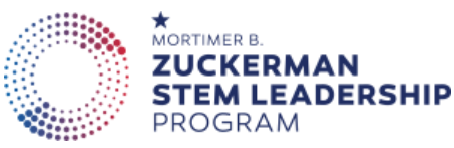 MORTIMER B.
ZUCKERMAN
STEM LEADERSHIP
PROGRAM